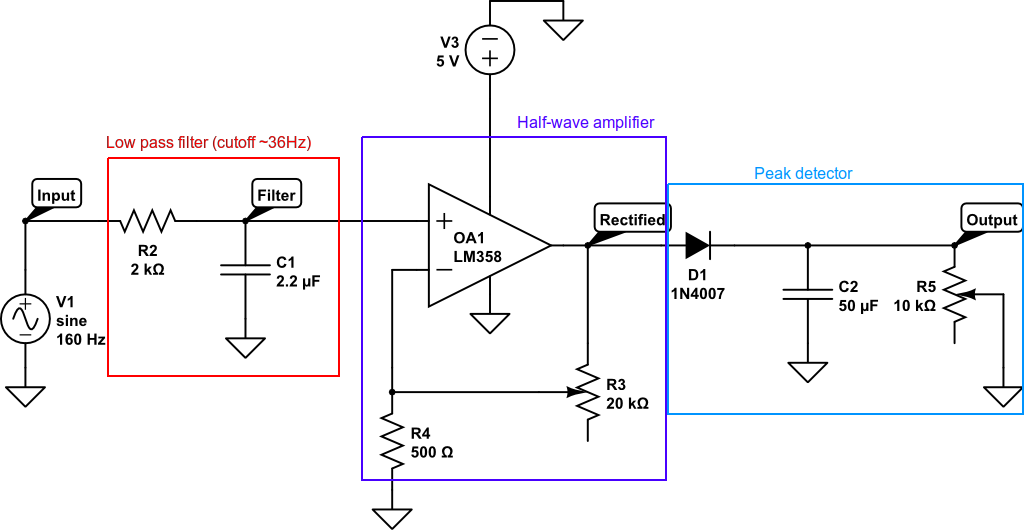 V3
5 V
Half-wave amplifier
Low pass filter (cutoff ~36Hz)
Peak detector
Input
Filter
Rectified
Output
+
−
+
−
OA1
LM358
R2
2 kΩ
C1
2.2 µF
D1
1N4007
C2
50 µF
R5
10 kΩ
+
−
V1
sine
160 Hz
R3
20 kΩ
R4
500 Ω